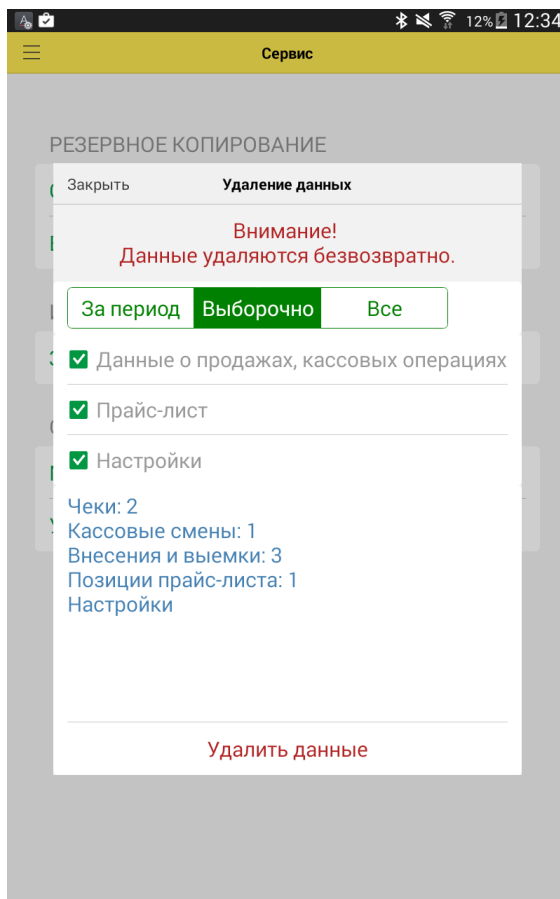 12% 12:34
Сервис
РЕЗЕРВНОЕ КОПИРОВАНИЕ
Закрыть Удаление данных
Внимание!
Данные удаляются безвозвратно.
За период Выборочно Все
Данные о продажах, кассовых операциях
Прайс-лист
Настройки
Чеки: 2
Кассовые смены: 1
Внесения и выемки: 3
Позиции прайс-листа: 1
Настройки
Удалить данные